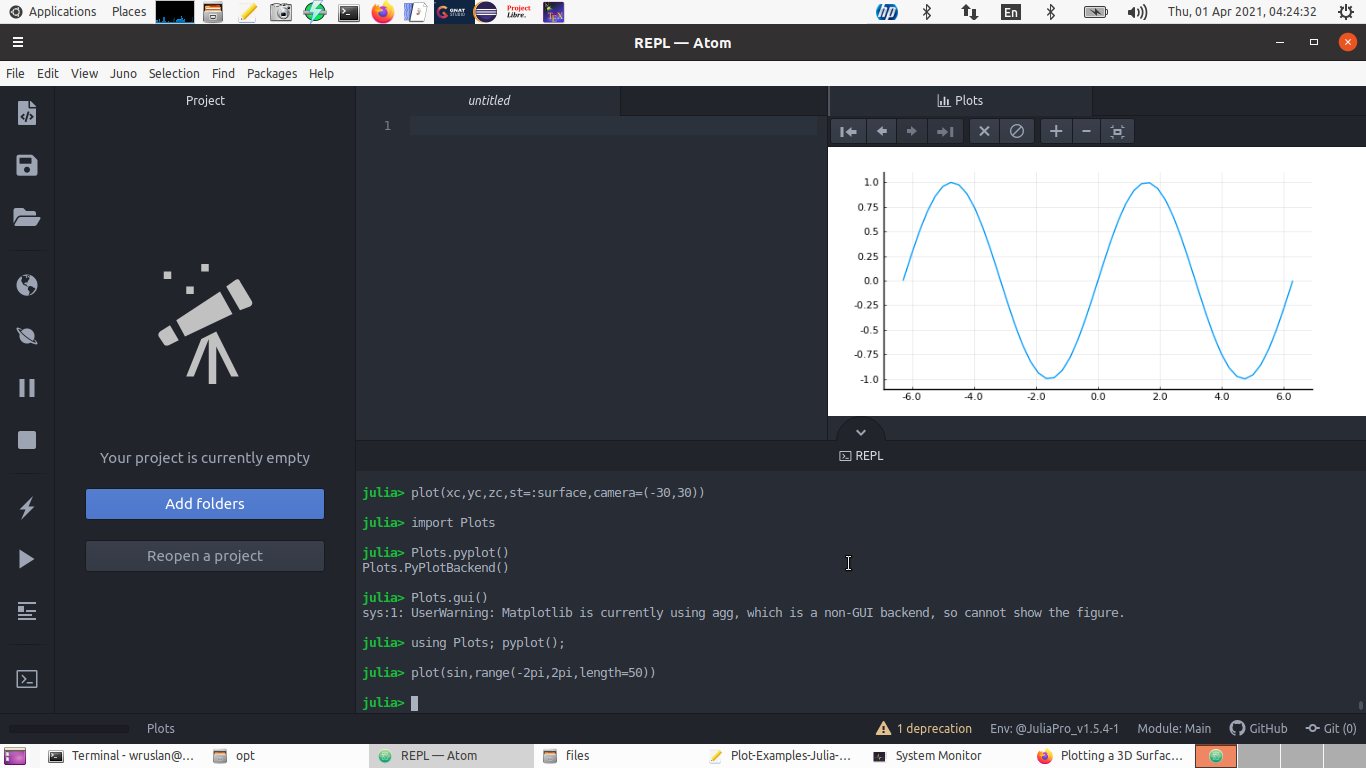 Applications Places GNAT STUDIO Project Libre. TeX hp En Thu, 01 Apr 2021, 04:24:32
REPL — Atom
File Edit View Juno Selection Find Packages Help
Project
untitled
Plots
1
1.0
0.75
0.5
0.25
0.0
-0.25
-0.5
-0.75
-1.0
-6.0 -4.0 -2.0 0.0 2.0 4.0 6.0
Your project is currently empty
Add folders
Reopen a project
REPL
julia> plot(xc,yc,zc,st=:surface,camera=(-30,30))
julia> import Plots
julia> Plots.pyplot()
Plots.PyPlotBackend()
julia> Plots.gui()
sys:1: UserWarning: Matplotlib is currently using agg, which is a non-GUI backend, so cannot show the figure.
julia> using Plots; pyplot();
julia> plot(sin,range(-2pi,2pi,length=50))
julia>
Plots 1 deprecation Env: @JuliaPro_v1.5.4-1 Module: Main GitHub Git (0)
Terminal - wruslan@... opt REPL — Atom files Plot-Examples-Julia-... System Monitor Plotting a 3D Surfac...